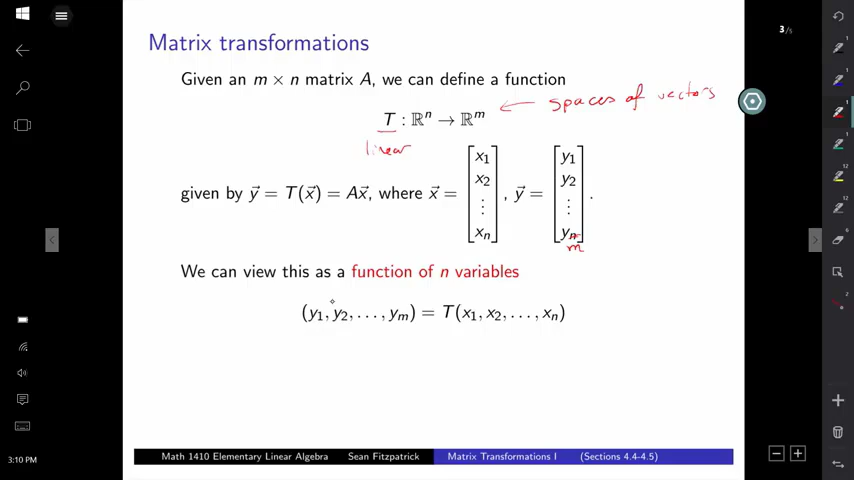 3/5
Matrix transformations
Given an m × n matrix A, we can define a function
T : ℝⁿ → ℝᵐ ← spaces of vectors
linear
given by y⃗ = T(x⃗) = Ax⃗, where x⃗ = [x₁ x₂ ⋮ xₙ], y⃗ = [y₁ y₂ ⋮ yₙ].
m
We can view this as a function of n variables
(y₁, y₂, . . . , yₘ) = T(x₁, x₂, . . . , xₙ)
Math 1410 Elementary Linear Algebra Sean Fitzpatrick Matrix Transformations I (Sections 4.4-4.5)
3:10 PM